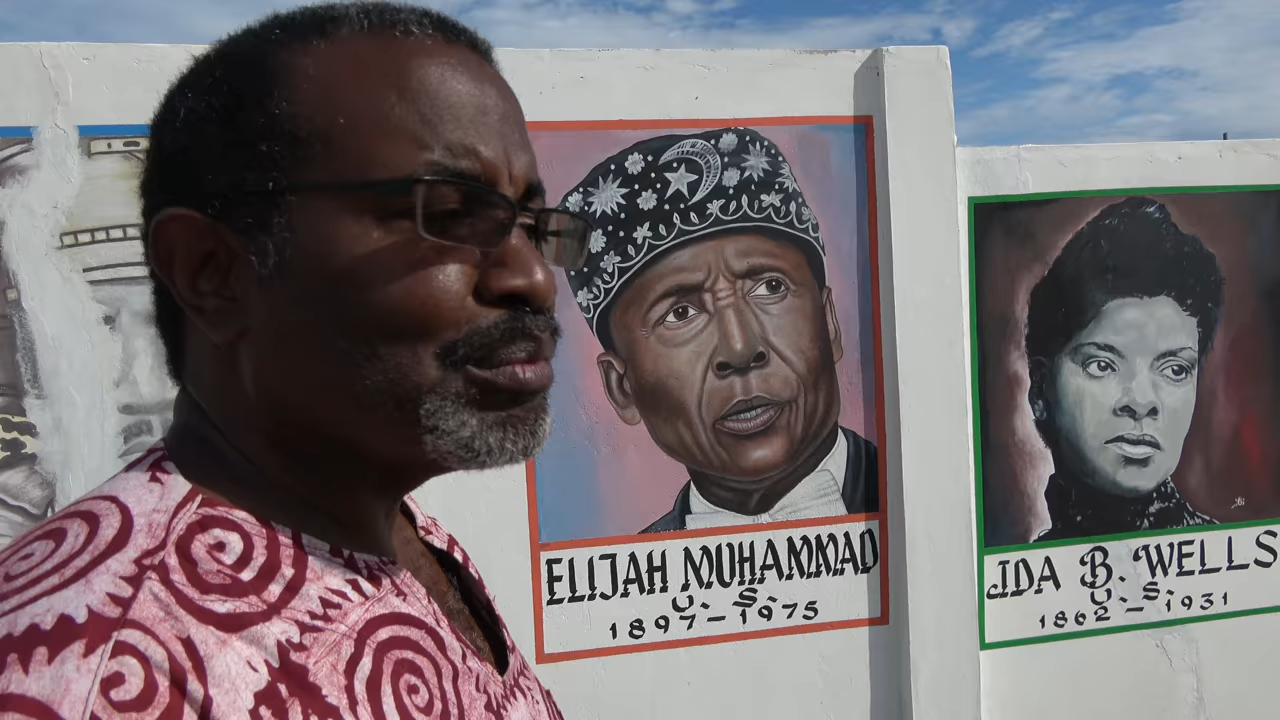 ELIJAH MUHAMMAD
U. S.
1897-1975
IDA B. WELLS
U. S.
1862-1931